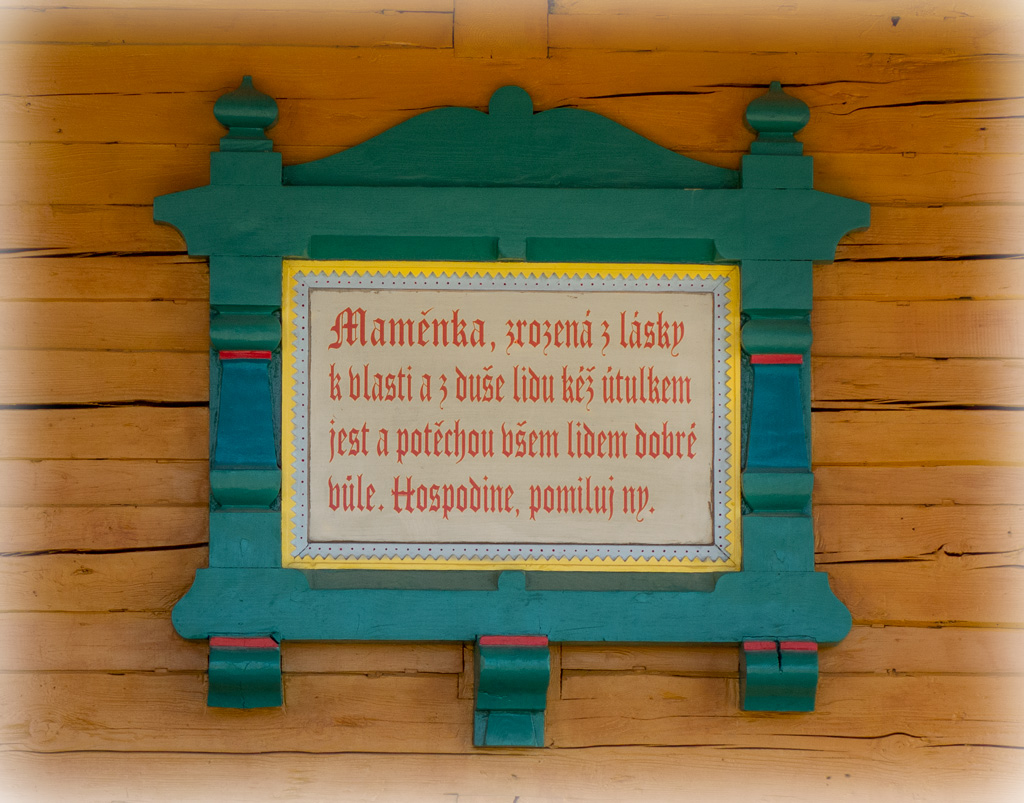 Maměnka, zrozená z lásky
k vlasti a z duše lidu kéž útulkem
jest a potěchou všem lidem dobré
vůle. Hospodine, pomiluj ny.